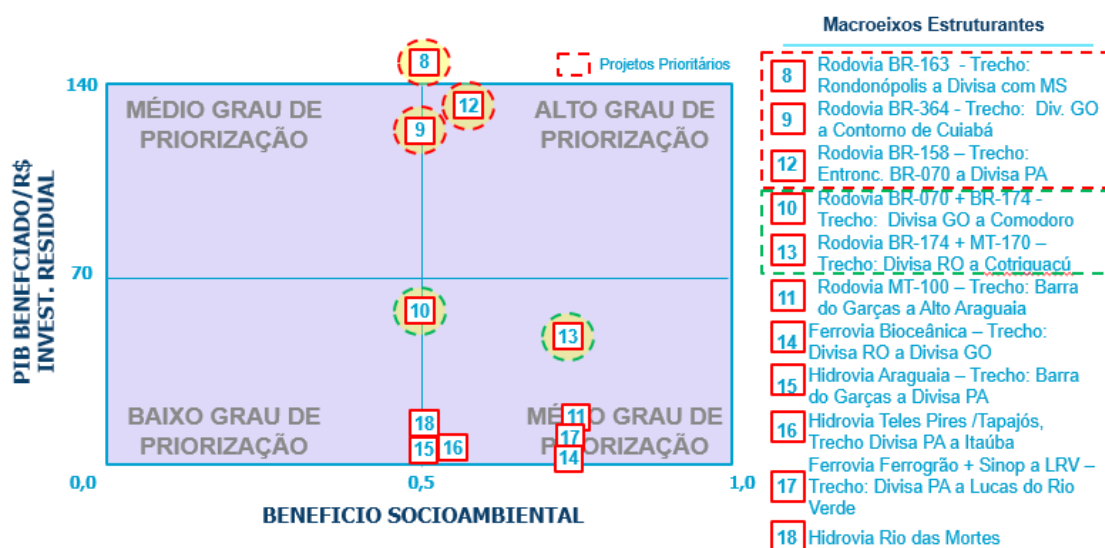 Macroeixos Estruturantes
Projetos Prioritários
140
70
0,0
0,5
1,0
PIB BENEFCIADO/R$
INVEST. RESIDUAL
BENEFICIO SOCIOAMBIENTAL
MÉDIO GRAU DE
PRIORIZAÇÃO
ALTO GRAU DE
PRIORIZAÇÃO
BAIXO GRAU DE
PRIORIZAÇÃO
MÉDIO GRAU DE
PRIORIZAÇÃO
8
12
9
10
13
18
15
16
11
17
14
8
Rodovia BR-163 - Trecho:
Rondonópolis a Divisa com MS
9
Rodovia BR-364 - Trecho: Div. GO
a Contorno de Cuiabá
12
Rodovia BR-158 – Trecho:
Entronc. BR-070 a Divisa PA
10
Rodovia BR-070 + BR-174 -
Trecho: Divisa GO a Comodoro
13
Rodovia BR-174 + MT-170 –
Trecho: Divisa RO a Cotriguaçú
11
Rodovia MT-100 – Trecho: Barra
do Garças a Alto Araguaia
14
Ferrovia Bioceânica – Trecho:
Divisa RO a Divisa GO
15
Hidrovia Araguaia – Trecho: Barra
do Garças a Divisa PA
16
Hidrovia Teles Pires /Tapajós,
Trecho Divisa PA a Itaúba
17
Ferrovia Ferrogrão + Sinop a LRV –
Trecho: Divisa PA a Lucas do Rio
Verde
18
Hidrovia Rio das Mortes